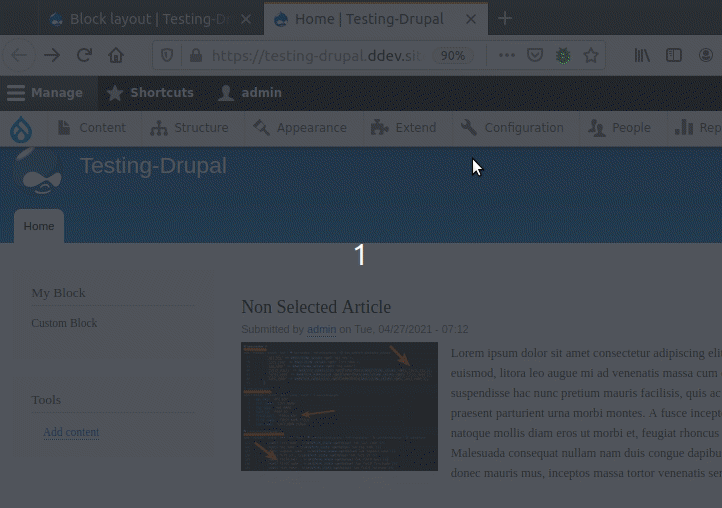 Block layout | Testing-Dr
Home | Testing-Drupal
https://testing-drupal.ddev.sit
90%
Manage
Shortcuts
admin
Content
Structure
Appearance
Extend
Configuration
People
Rep
Testing-Drupal
Home
1
My Block
Custom Block
Tools
Add content
Non Selected Article
Submitted by admin on Tue, 04/27/2021 - 07:12
Lorem ipsum dolor sit amet consectetur adipiscing elit
euismod, litora leo augue mi ad venenatis massa cum
suspendisse hac nunc pretium mauris facilisis, quis ac
praesent parturient urna morbi montes. A fusce incept
natoque mollis diam eros ut morbi et, feugiat rhoncus
Malesuada consequat nullam nam duis congue dapibu
donec mauris mus, inceptos massa tortor venenatis sen